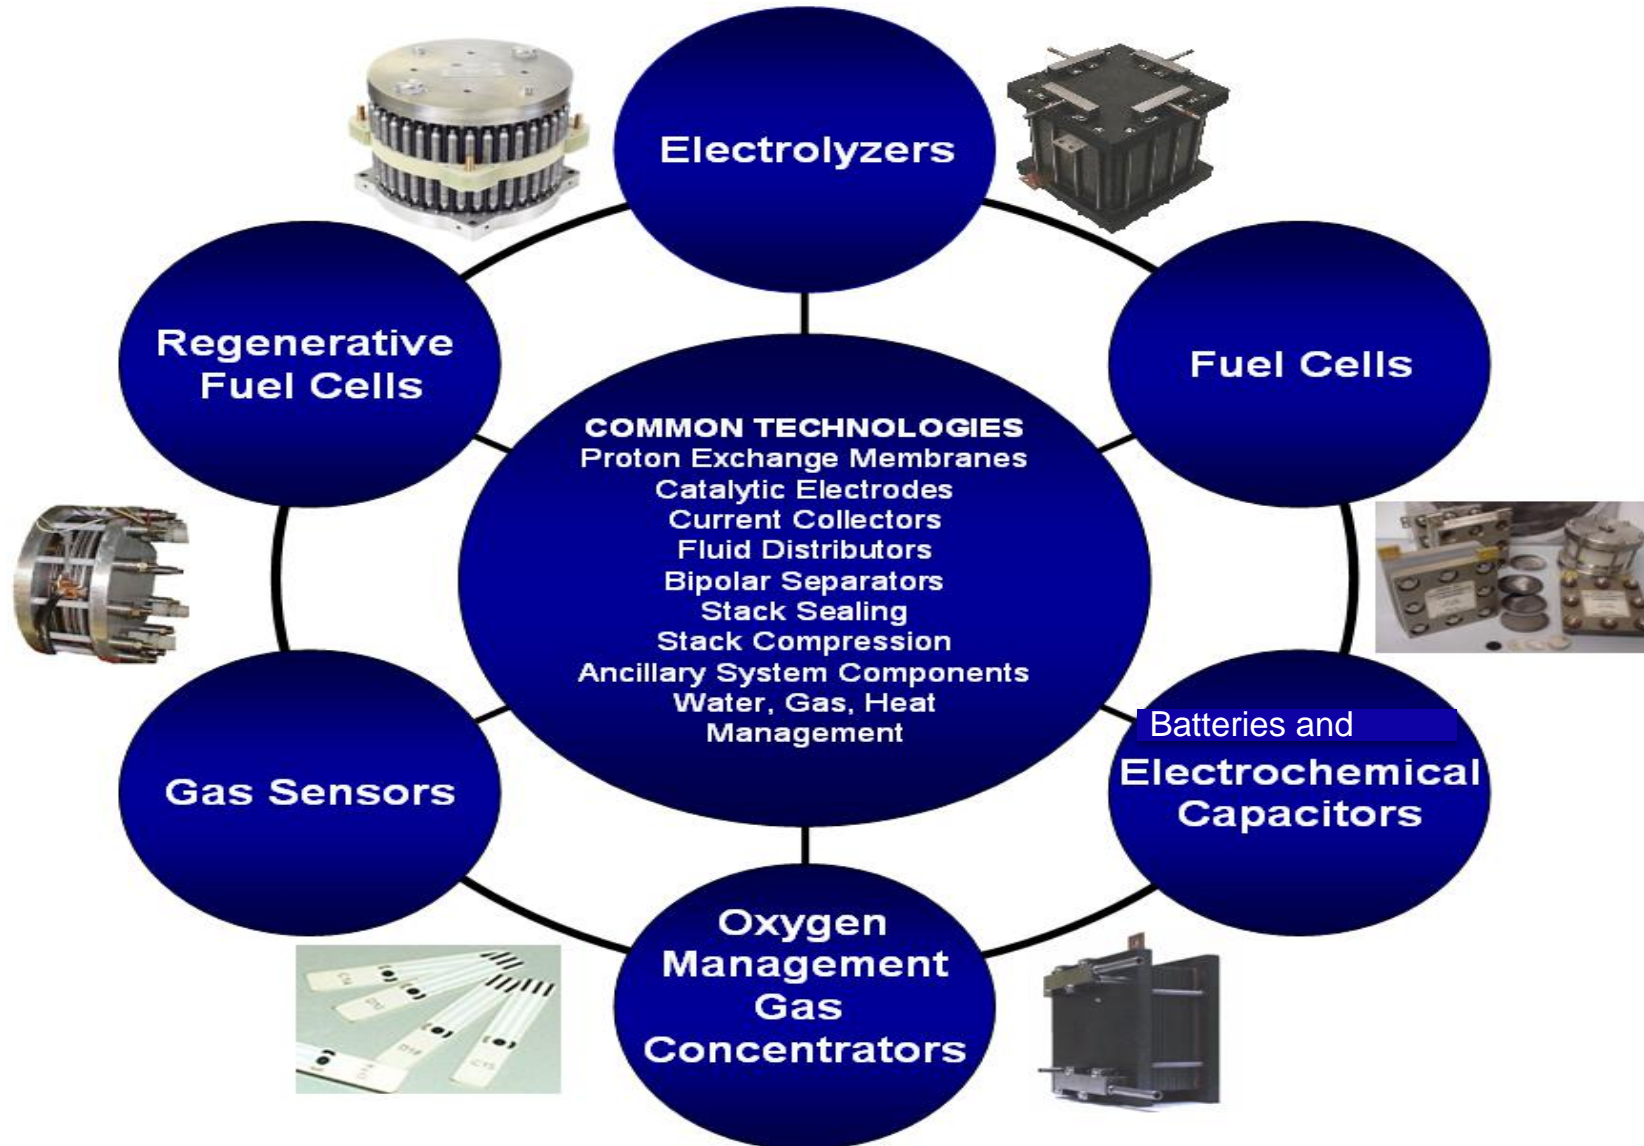 Electrolyzers
Regenerative
Fuel Cells
Fuel Cells
COMMON TECHNOLOGIES
Proton Exchange Membranes
Catalytic Electrodes
Current Collectors
Fluid Distributors
Bipolar Separators
Stack Sealing
Stack Compression
Ancillary System Components
Water, Gas, Heat
Management
Batteries and
Electrochemical
Capacitors
Gas Sensors
Oxygen
Management
Gas
Concentrators
C15